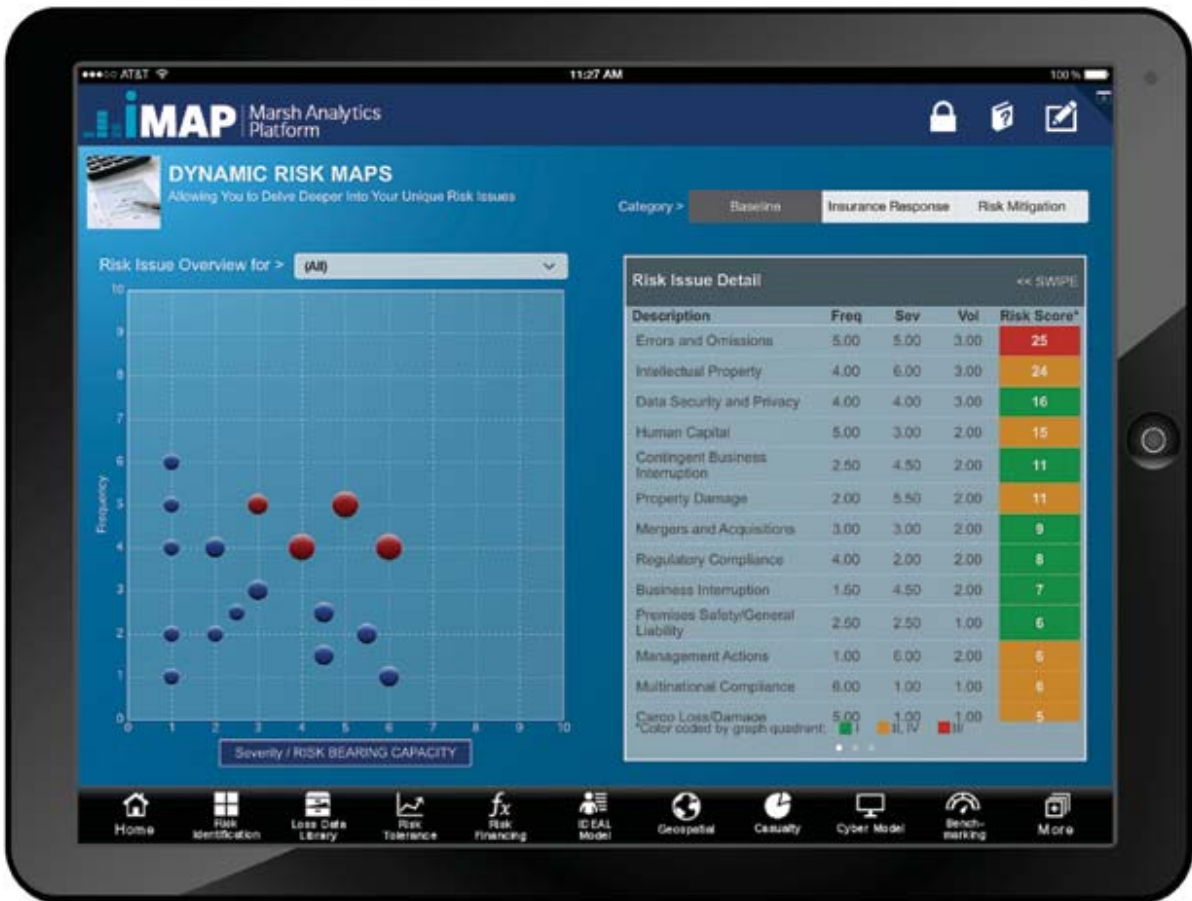 AT&T
11:27 AM
100 %
iMAP
Marsh Analytics
Platform
DYNAMIC RISK MAPS
Allowing You to Delve Deeper Into Your Unique Risk Issues
Category >
Baseline
Insurance Response
Risk Mitigation
Risk Issue Overview for >
(All)
10
9
8
7
6
5
4
3
2
1
0
Frequency
0 1 2 3 4 5 6 7 8 9 10
Severity / RISK BEARING CAPACITY
Risk Issue Detail
<< SWIPE
Description Freq Sev Vol Risk Score*
Errors and Omissions 5.00 5.00 3.00 25
Intellectual Property 4.00 6.00 3.00 24
Data Security and Privacy 4.00 4.00 3.00 16
Human Capital 5.00 3.00 2.00 15
Contingent Business
Interruption 2.50 4.50 2.00 11
Property Damage 2.00 5.50 2.00 11
Mergers and Acquisitions 3.00 3.00 2.00 9
Regulatory Compliance 4.00 2.00 2.00 8
Business Interruption 1.50 4.50 2.00 7
Premises Safety/General
Liability 2.50 2.50 1.00 6
Management Actions 1.00 6.00 2.00 6
Multinational Compliance 6.00 1.00 1.00 6
Cargo Loss/Damage 5.00 1.00 1.00 5
*Color coded by graph quadrant: I II, IV III
Home
Risk
Identification
Loss Data
Library
Risk
Tolerance
fx
Risk
Financing
IDEAL
Model
Geospatial
Casualty
Cyber Model
Bench-
marking
More